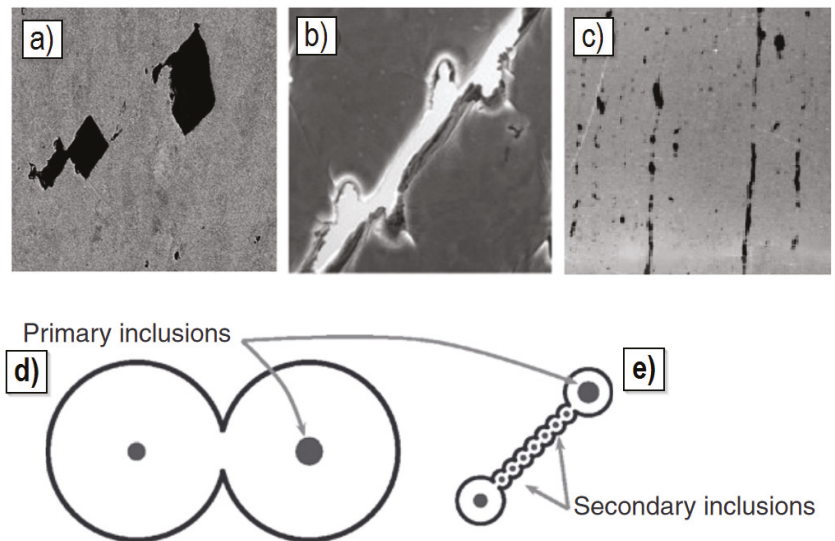 a)
b)
c)
Primary inclusions
d)
e)
Secondary inclusions